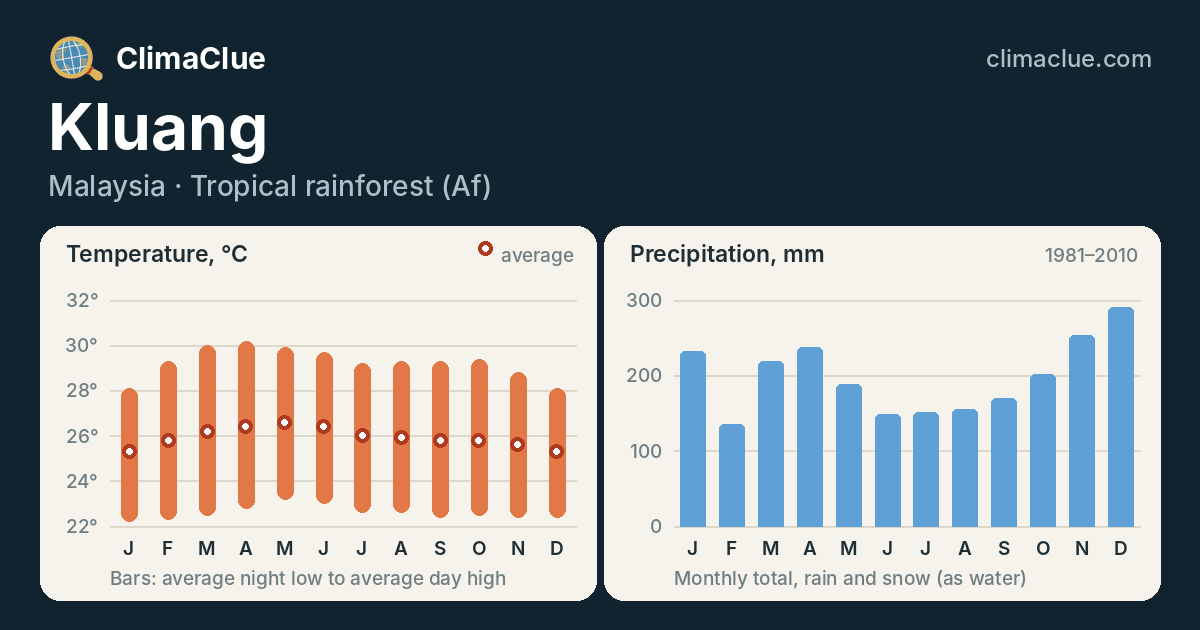 ClimaClue
climaclue.com
Kluang
Malaysia · Tropical rainforest (Af)
Temperature, °C
average
32°
30°
28°
26°
24°
22°
J F M A M J J A S O N D
Bars: average night low to average day high
Precipitation, mm
1981–2010
300
200
100
0
J F M A M J J A S O N D
Monthly total, rain and snow (as water)